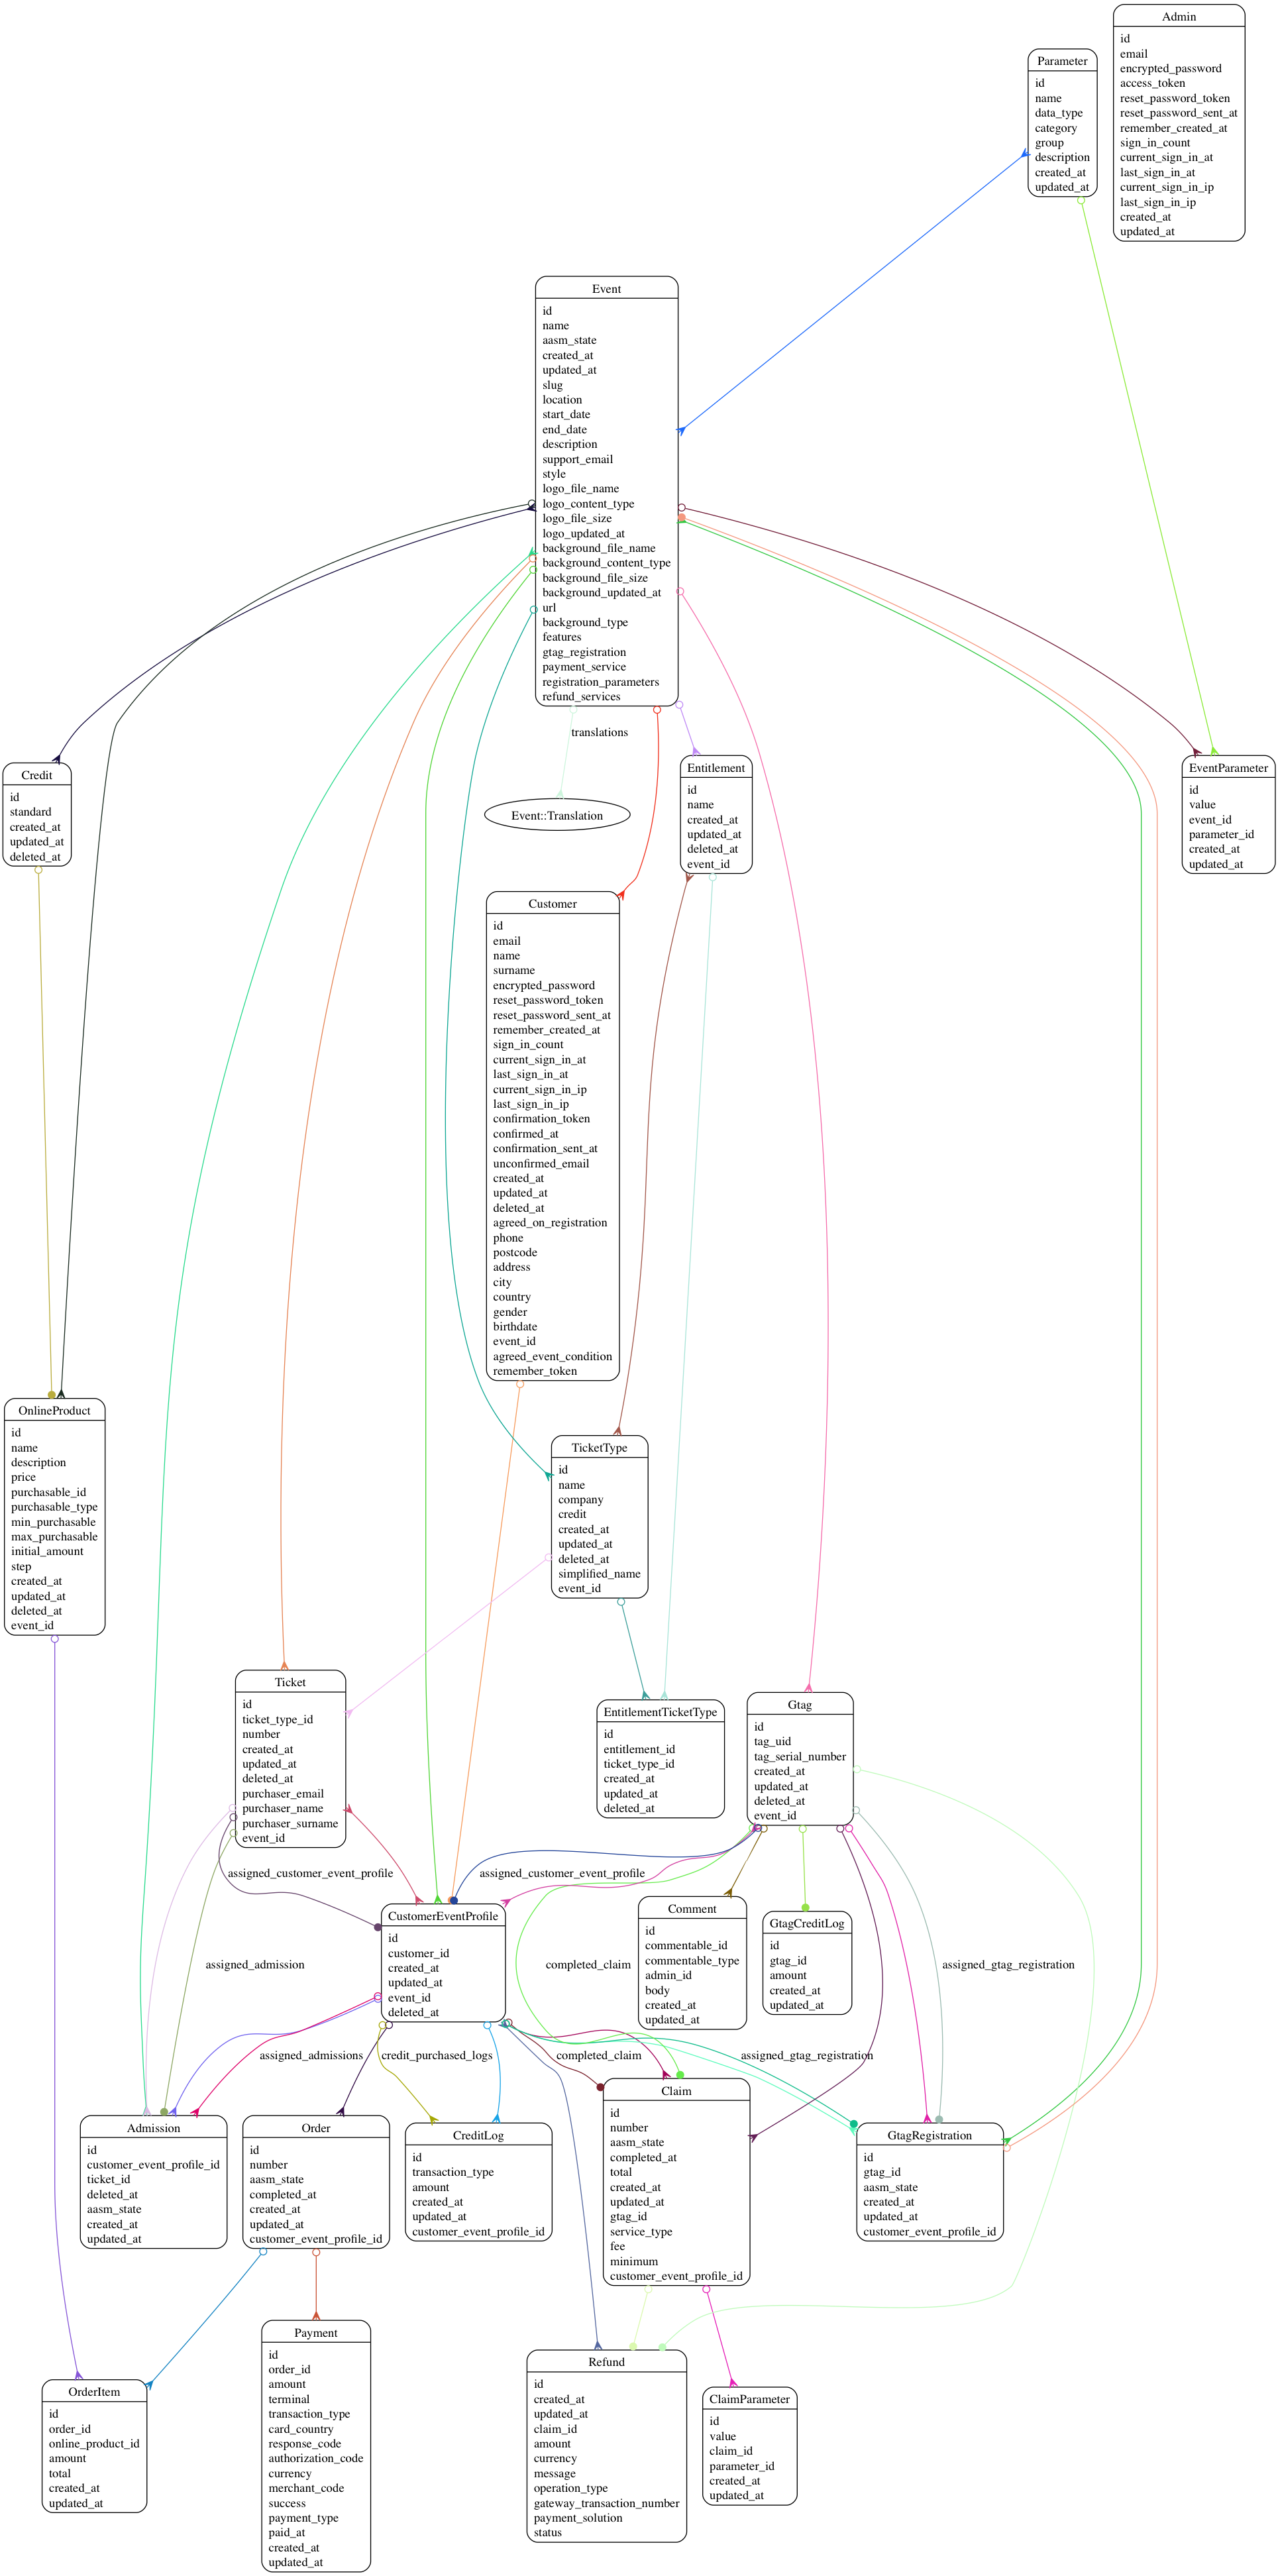 Admin
id
email
encrypted_password
access_token
reset_password_token
reset_password_sent_at
remember_created_at
sign_in_count
current_sign_in_at
last_sign_in_at
current_sign_in_ip
last_sign_in_ip
created_at
updated_at
Parameter
id
name
data_type
category
group
description
created_at
updated_at
Event
id
name
aasm_state
created_at
updated_at
slug
location
start_date
end_date
description
support_email
style
logo_file_name
logo_content_type
logo_file_size
logo_updated_at
background_file_name
background_content_type
background_file_size
background_updated_at
url
background_type
features
gtag_registration
payment_service
registration_parameters
refund_services
translations
Credit
id
standard
created_at
updated_at
deleted_at
Event::Translation
Entitlement
id
name
created_at
updated_at
deleted_at
event_id
EventParameter
id
value
event_id
parameter_id
created_at
updated_at
Customer
id
email
name
surname
encrypted_password
reset_password_token
reset_password_sent_at
remember_created_at
sign_in_count
current_sign_in_at
last_sign_in_at
current_sign_in_ip
last_sign_in_ip
confirmation_token
confirmed_at
confirmation_sent_at
unconfirmed_email
created_at
updated_at
deleted_at
agreed_on_registration
phone
postcode
address
city
country
gender
birthdate
event_id
agreed_event_condition
remember_token
OnlineProduct
id
name
description
price
purchasable_id
purchasable_type
min_purchasable
max_purchasable
initial_amount
step
created_at
updated_at
deleted_at
event_id
TicketType
id
name
company
credit
created_at
updated_at
deleted_at
simplified_name
event_id
Ticket
id
ticket_type_id
number
created_at
updated_at
deleted_at
purchaser_email
purchaser_name
purchaser_surname
event_id
EntitlementTicketType
id
entitlement_id
ticket_type_id
created_at
updated_at
deleted_at
Gtag
id
tag_uid
tag_serial_number
created_at
updated_at
deleted_at
event_id
assigned_customer_event_profile
assigned_customer_event_profile
CustomerEventProfile
id
customer_id
created_at
updated_at
event_id
deleted_at
Comment
id
commentable_id
commentable_type
admin_id
body
created_at
updated_at
GtagCreditLog
id
gtag_id
amount
created_at
updated_at
assigned_admission
completed_claim
assigned_gtag_registration
assigned_admissions
credit_purchased_logs
completed_claim
assigned_gtag_registration
Admission
id
customer_event_profile_id
ticket_id
deleted_at
aasm_state
created_at
updated_at
Order
id
number
aasm_state
completed_at
created_at
updated_at
customer_event_profile_id
CreditLog
id
transaction_type
amount
created_at
updated_at
customer_event_profile_id
Claim
id
number
aasm_state
completed_at
total
created_at
updated_at
gtag_id
service_type
fee
minimum
customer_event_profile_id
GtagRegistration
id
gtag_id
aasm_state
created_at
updated_at
customer_event_profile_id
OrderItem
id
order_id
online_product_id
amount
total
created_at
updated_at
Payment
id
order_id
amount
terminal
transaction_type
card_country
response_code
authorization_code
currency
merchant_code
success
payment_type
paid_at
created_at
updated_at
Refund
id
created_at
updated_at
claim_id
amount
currency
message
operation_type
gateway_transaction_number
payment_solution
status
ClaimParameter
id
value
claim_id
parameter_id
created_at
updated_at